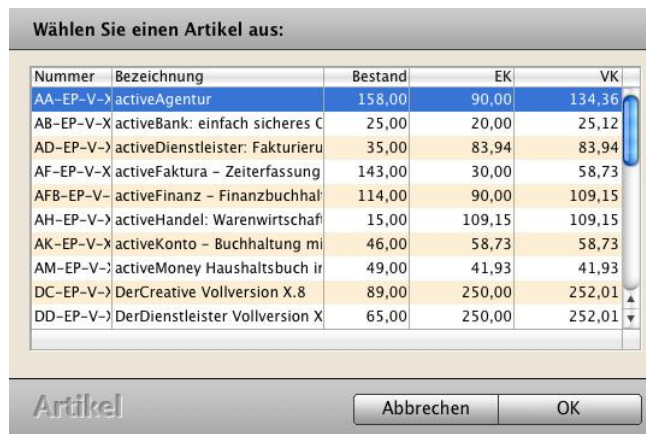 Wählen Sie einen Artikel aus:
Nummer Bezeichnung Bestand EK VK
AA-EP-V-X activeAgentur 158,00 90,00 134,36
AB-EP-V-X activeBank: einfach sicheres O 25,00 20,00 25,12
AD-EP-V-X activeDienstleister: Fakturieru 35,00 83,94 83,94
AF-EP-V-X activeFaktura - Zeiterfassung 143,00 30,00 58,73
AFB-EP-V- activeFinanz - Finanzbuchhal 114,00 90,00 109,15
AH-EP-V-X activeHandel: Warenwirtschaf 15,00 109,15 109,15
AK-EP-V-X activeKonto - Buchhaltung mi 46,00 58,73 58,73
AM-EP-V- activeMoney Haushaltsbuch in 49,00 41,93 41,93
DC-EP-V-X DerCreative Vollversion X.8 89,00 250,00 252,01
DD-EP-V- DerDienstleister Vollversion X 65,00 250,00 252,01
Artikel Abbrechen OK